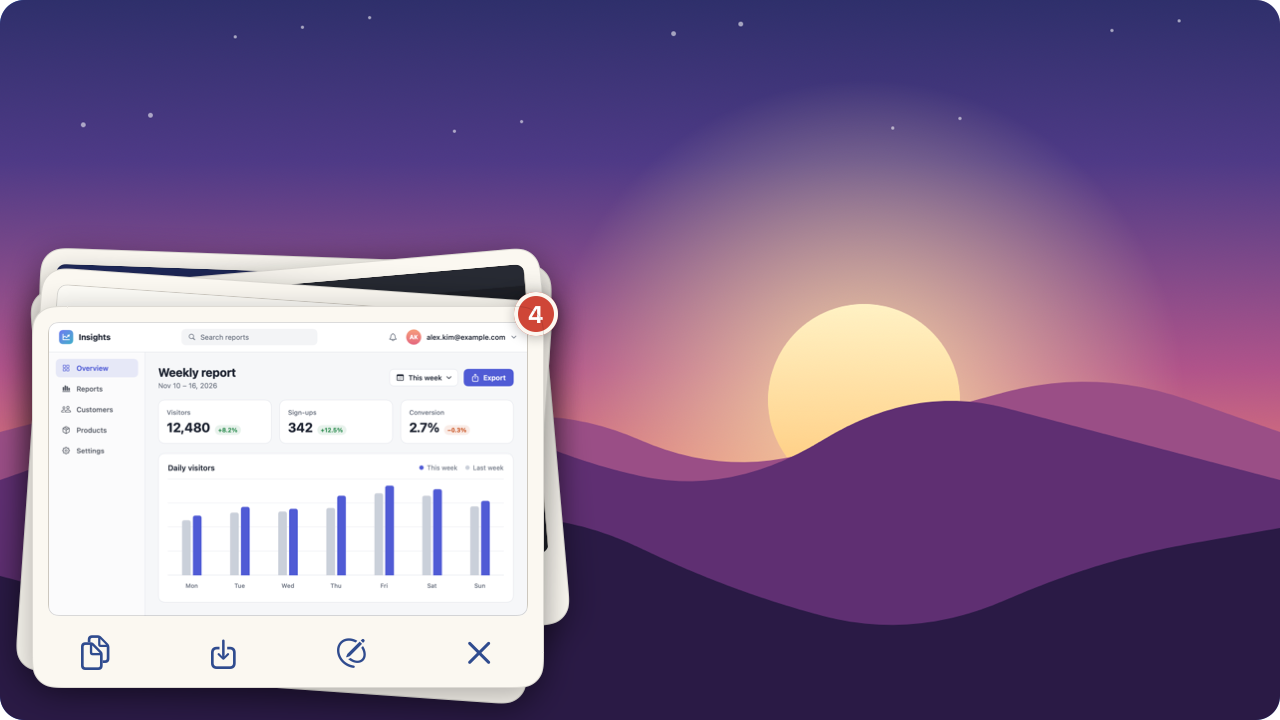 4
Insights
Search reports
AK
alex.kim@example.com
Overview
Reports
Customers
Products
Settings
Weekly report
Nov 10 – 16, 2026
This week
Export
Visitors
12,480 +8.2%
Sign-ups
342 +12.5%
Conversion
2.7% −0.3%
Daily visitors
This week
Last week
Mon Tue Wed Thu Fri Sat Sun